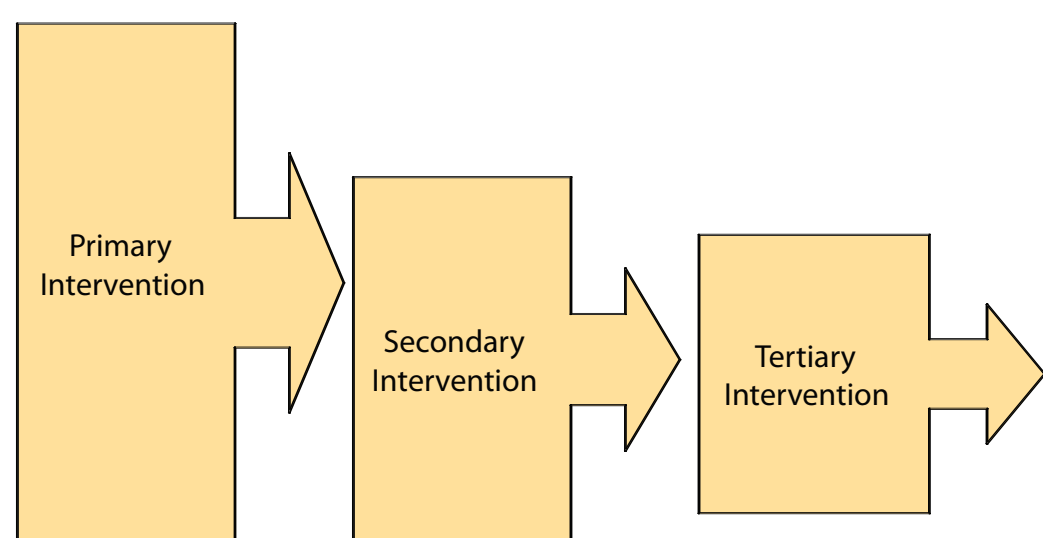 Primary
Intervention
Secondary
Intervention
Tertiary
Intervention